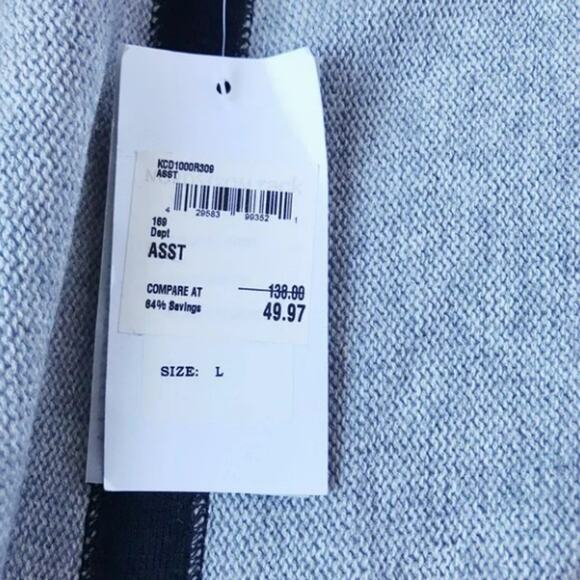 KCD1000R309
ASST
4 29583 99352 1
169
Dept
ASST
COMPARE AT 138.00
64% Savings 49.97
SIZE: L